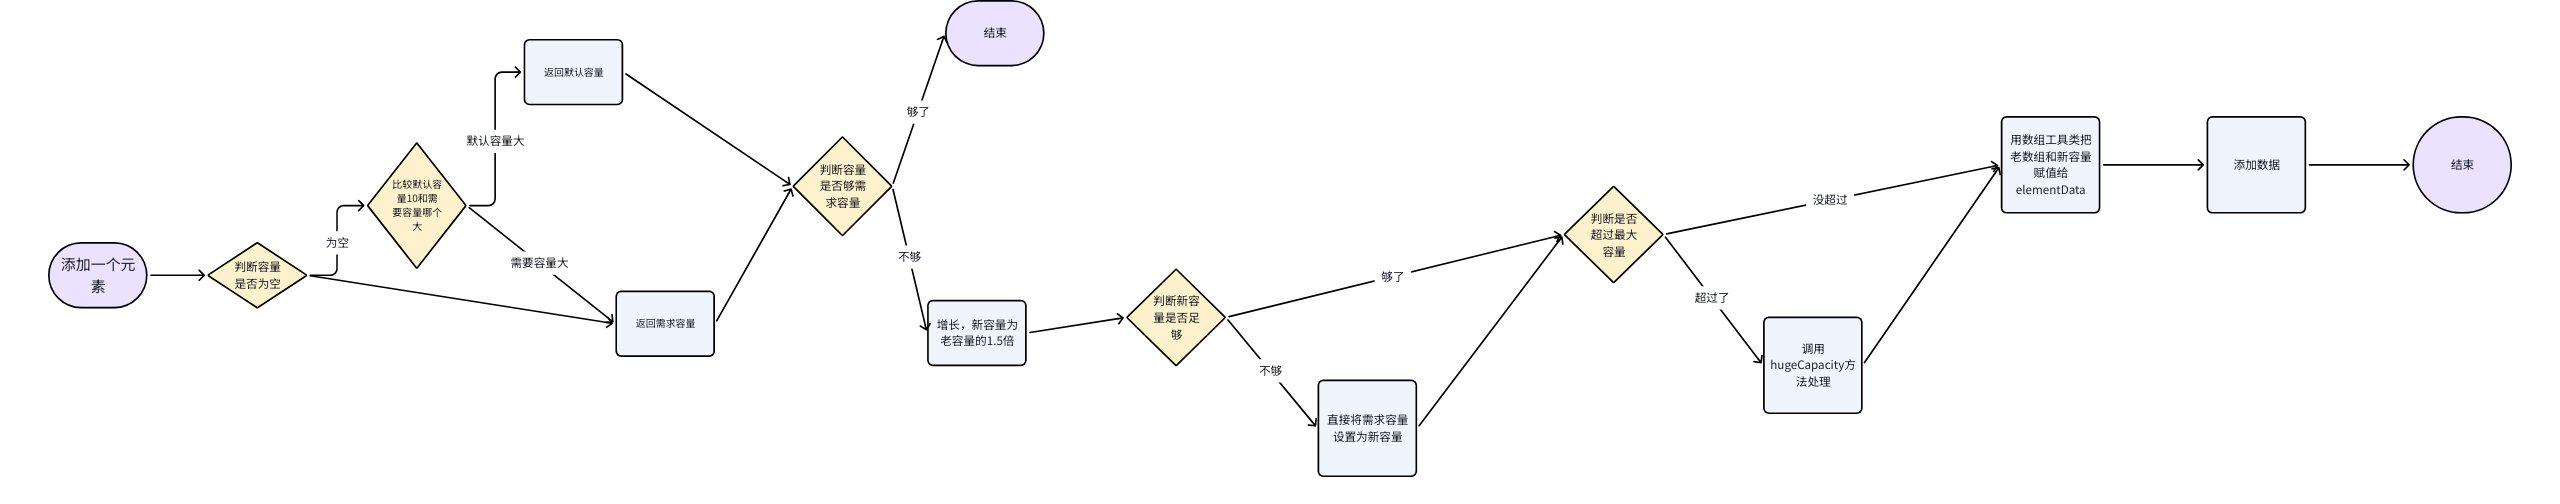 添加一个元
素
判断容量
是否为空
为空
比较默认容
量10和需
要容量哪个
大
默认容量大
需要容量大
返回默认容量
返回需求容量
判断容量
是否够需
求容量
够了
结束
不够
增长，新容量为
老容量的1.5倍
判断新容
量是否足
够
够了
不够
直接将需求容量
设置为新容量
判断是否
超过最大
容量
没超过
超过了
调用
hugeCapacity方
法处理
用数组工具类把
老数组和新容量
赋值给
elementData
添加数据
结束